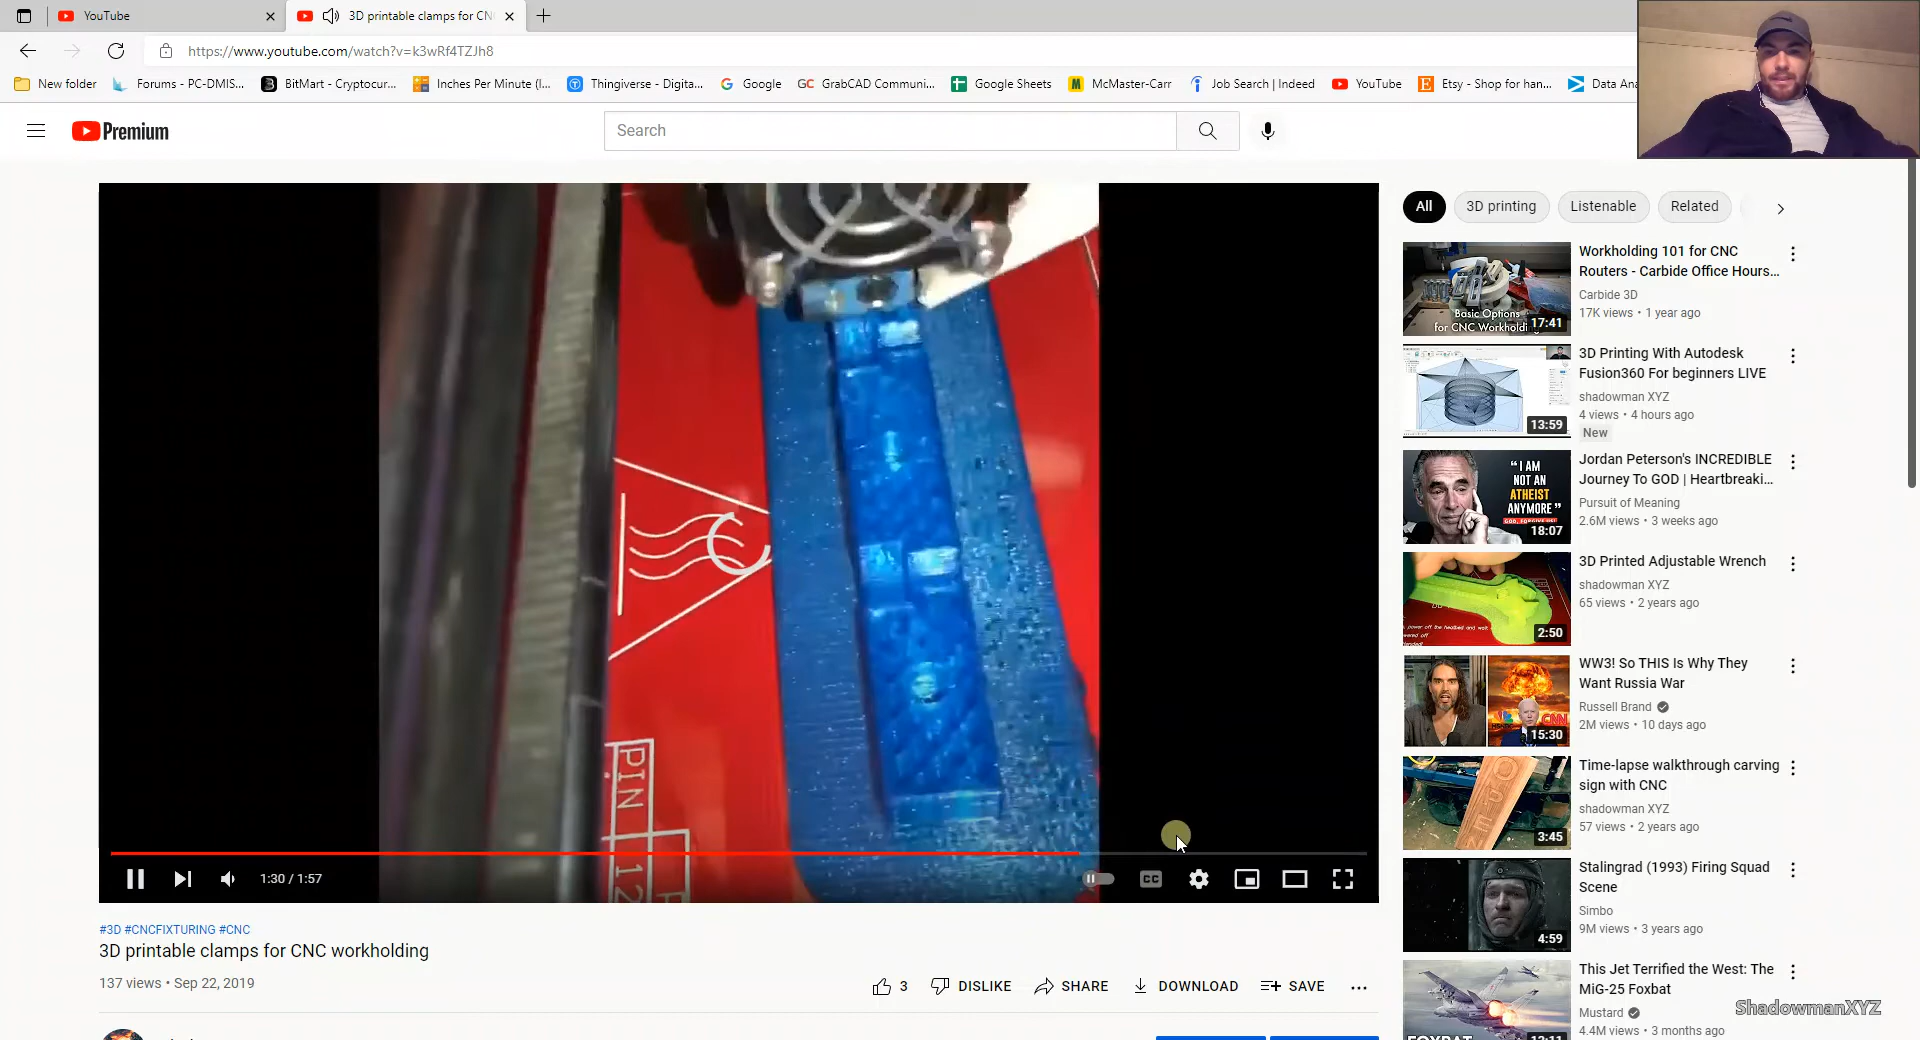 YouTube
3D printable clamps for CN
https://www.youtube.com/watch?v=k3wRf4TZJh8
New folder
Forums - PC-DMIS...
BitMart - Cryptocur...
Inches Per Minute (I...
Thingiverse - Digita...
Google
GrabCAD Communi...
Google Sheets
McMaster-Carr
Job Search | Indeed
YouTube
Etsy - Shop for han...
Data Ana
Premium
Search
All
3D printing
Listenable
Related
PIN 12
1:30 / 1:57
CC
#3D #CNCFIXTURING #CNC
3D printable clamps for CNC workholding
137 views • Sep 22, 2019
3
DISLIKE
SHARE
DOWNLOAD
SAVE
Basic Options
for CNC Workholdi
17:41
Workholding 101 for CNC
Routers - Carbide Office Hours...
Carbide 3D
17K views • 1 year ago
13:59
3D Printing With Autodesk
Fusion360 For beginners LIVE
shadowman XYZ
4 views • 4 hours ago
New
"I AM
NOT AN
ATHEIST
ANYMORE"
18:07
Jordan Peterson's INCREDIBLE
Journey To GOD | Heartbreaki...
Pursuit of Meaning
2.6M views • 3 weeks ago
2:50
3D Printed Adjustable Wrench
shadowman XYZ
65 views • 2 years ago
CNN
15:30
WW3! So THIS Is Why They
Want Russia War
Russell Brand
2M views • 10 days ago
3:45
Time-lapse walkthrough carving
sign with CNC
shadowman XYZ
57 views • 2 years ago
4:59
Stalingrad (1993) Firing Squad
Scene
Simbo
9M views • 3 years ago
FOXBAT
This Jet Terrified the West: The
MiG-25 Foxbat
Mustard
4.4M views • 3 months ago
ShadowmanXYZ